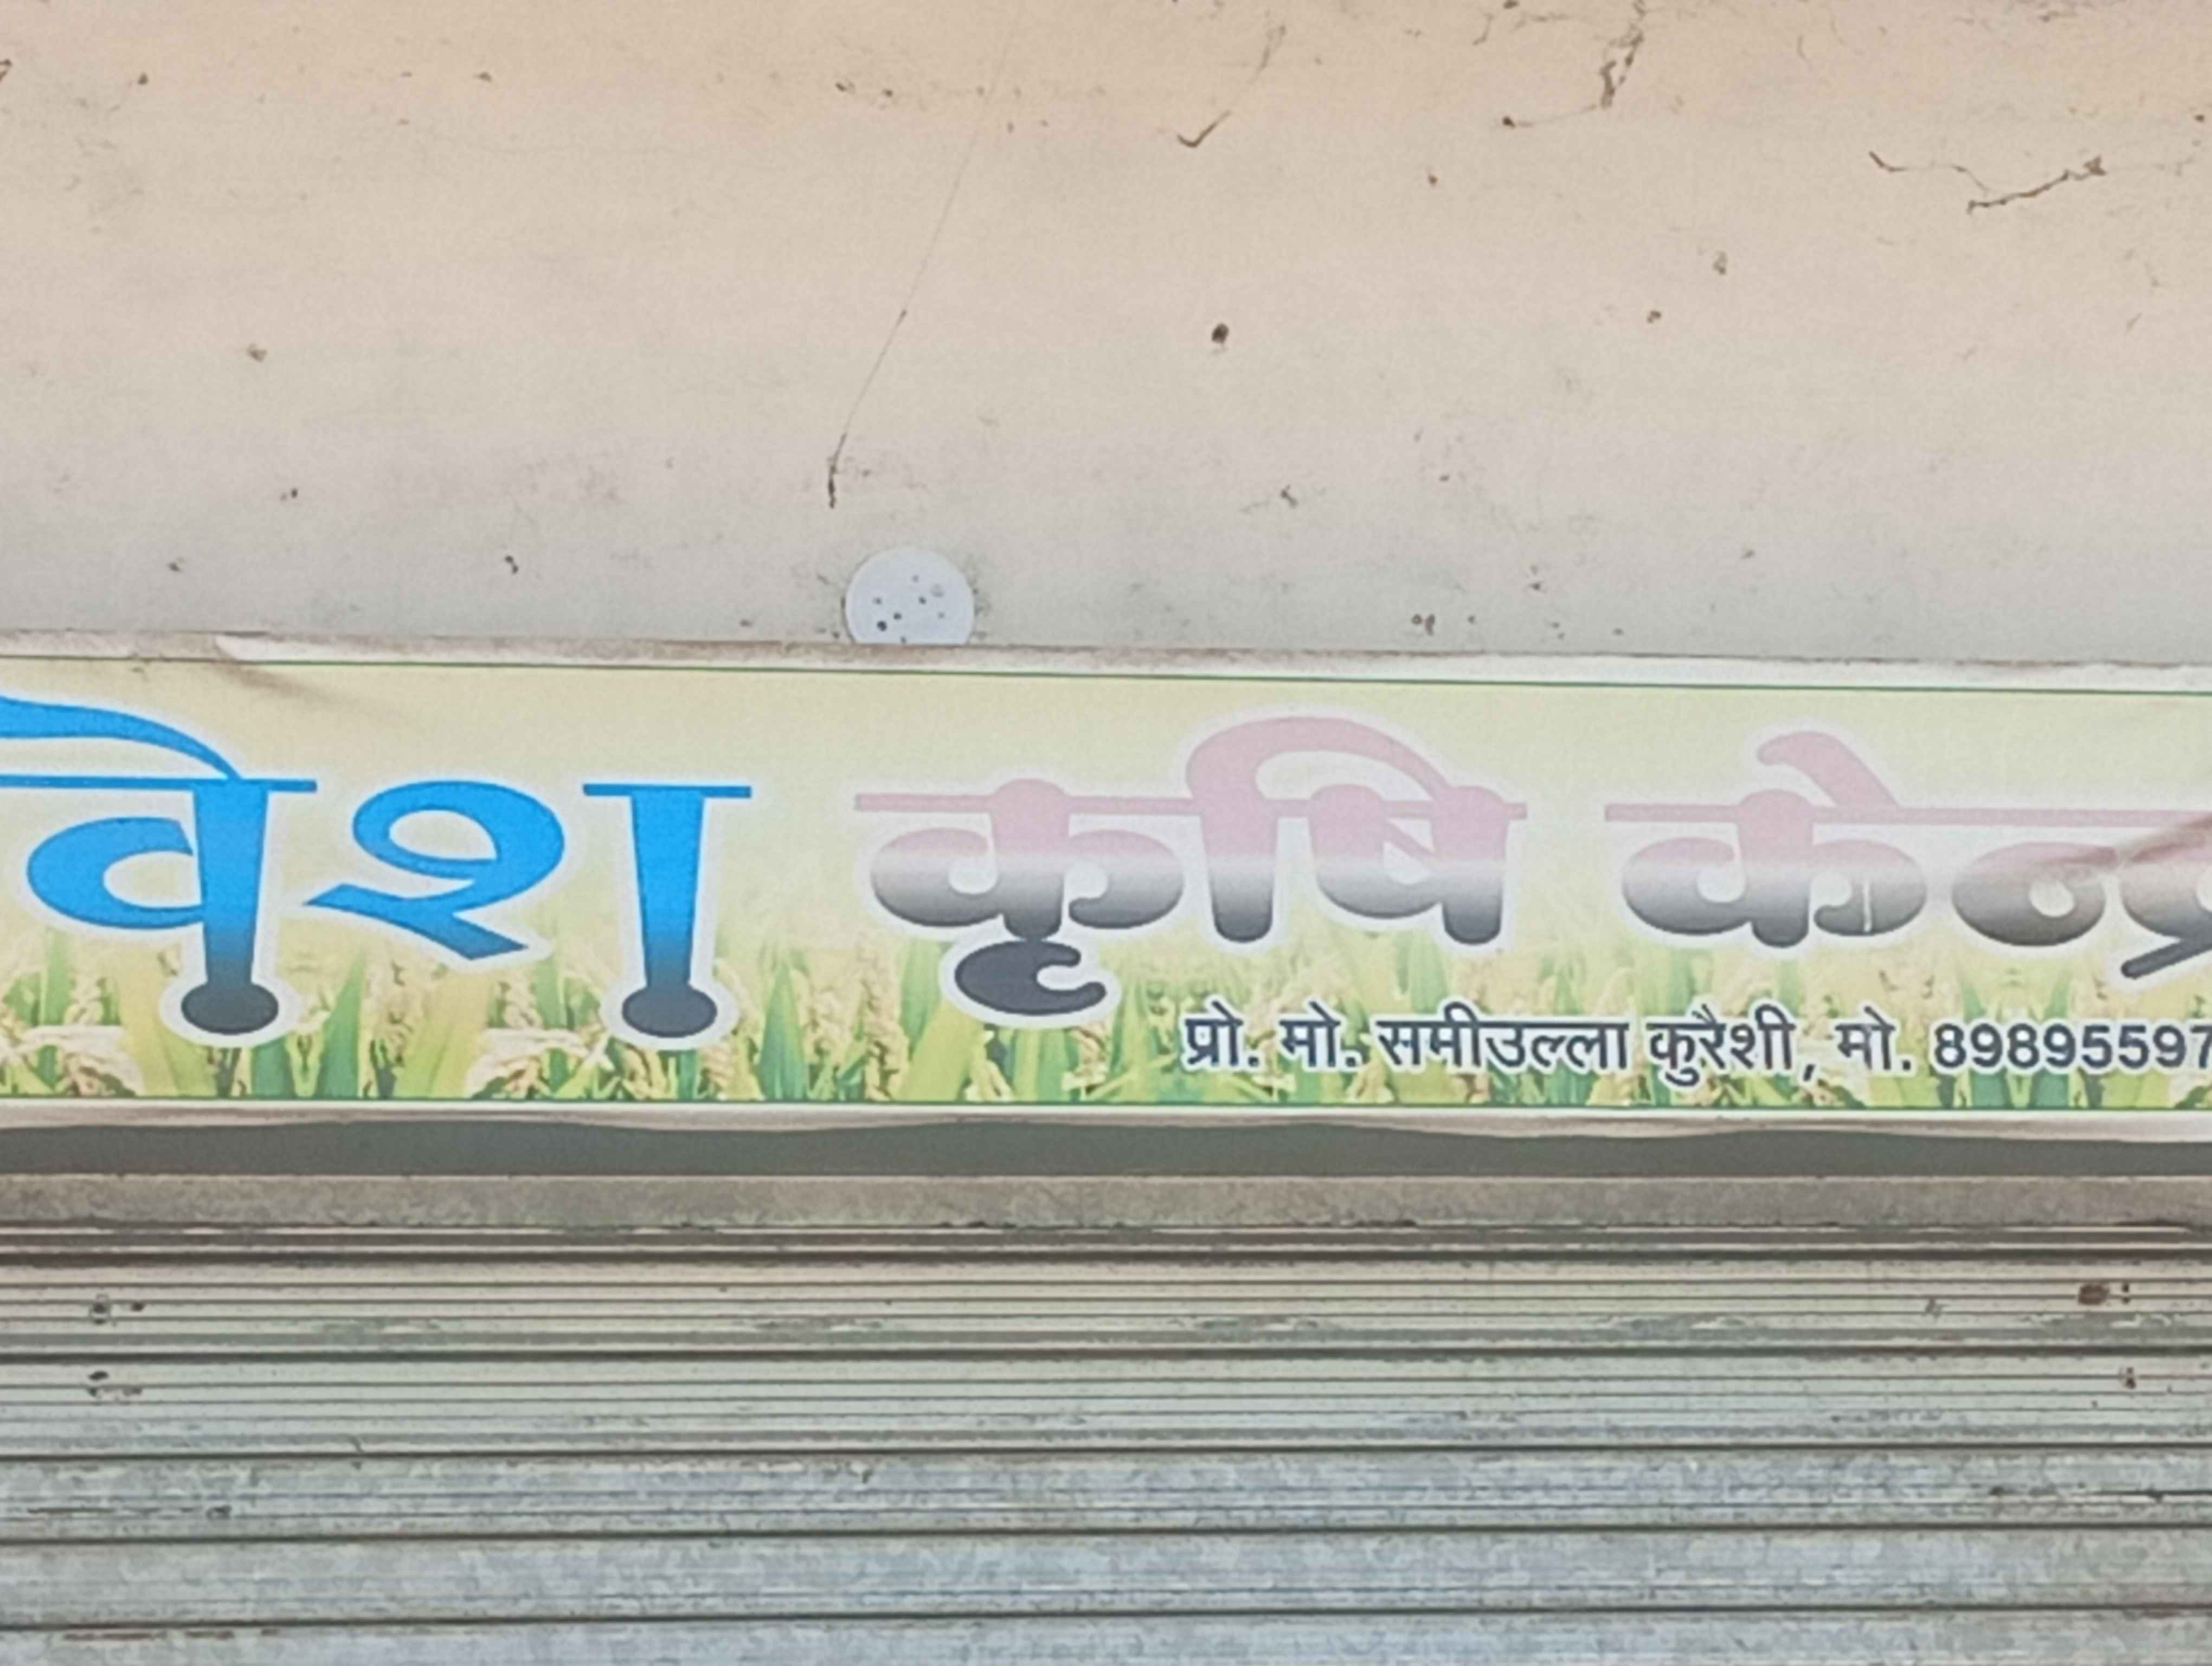 विश कृषि केन्द्र
प्रो. मो. समीउल्ला कुरैशी, मो. 89895597